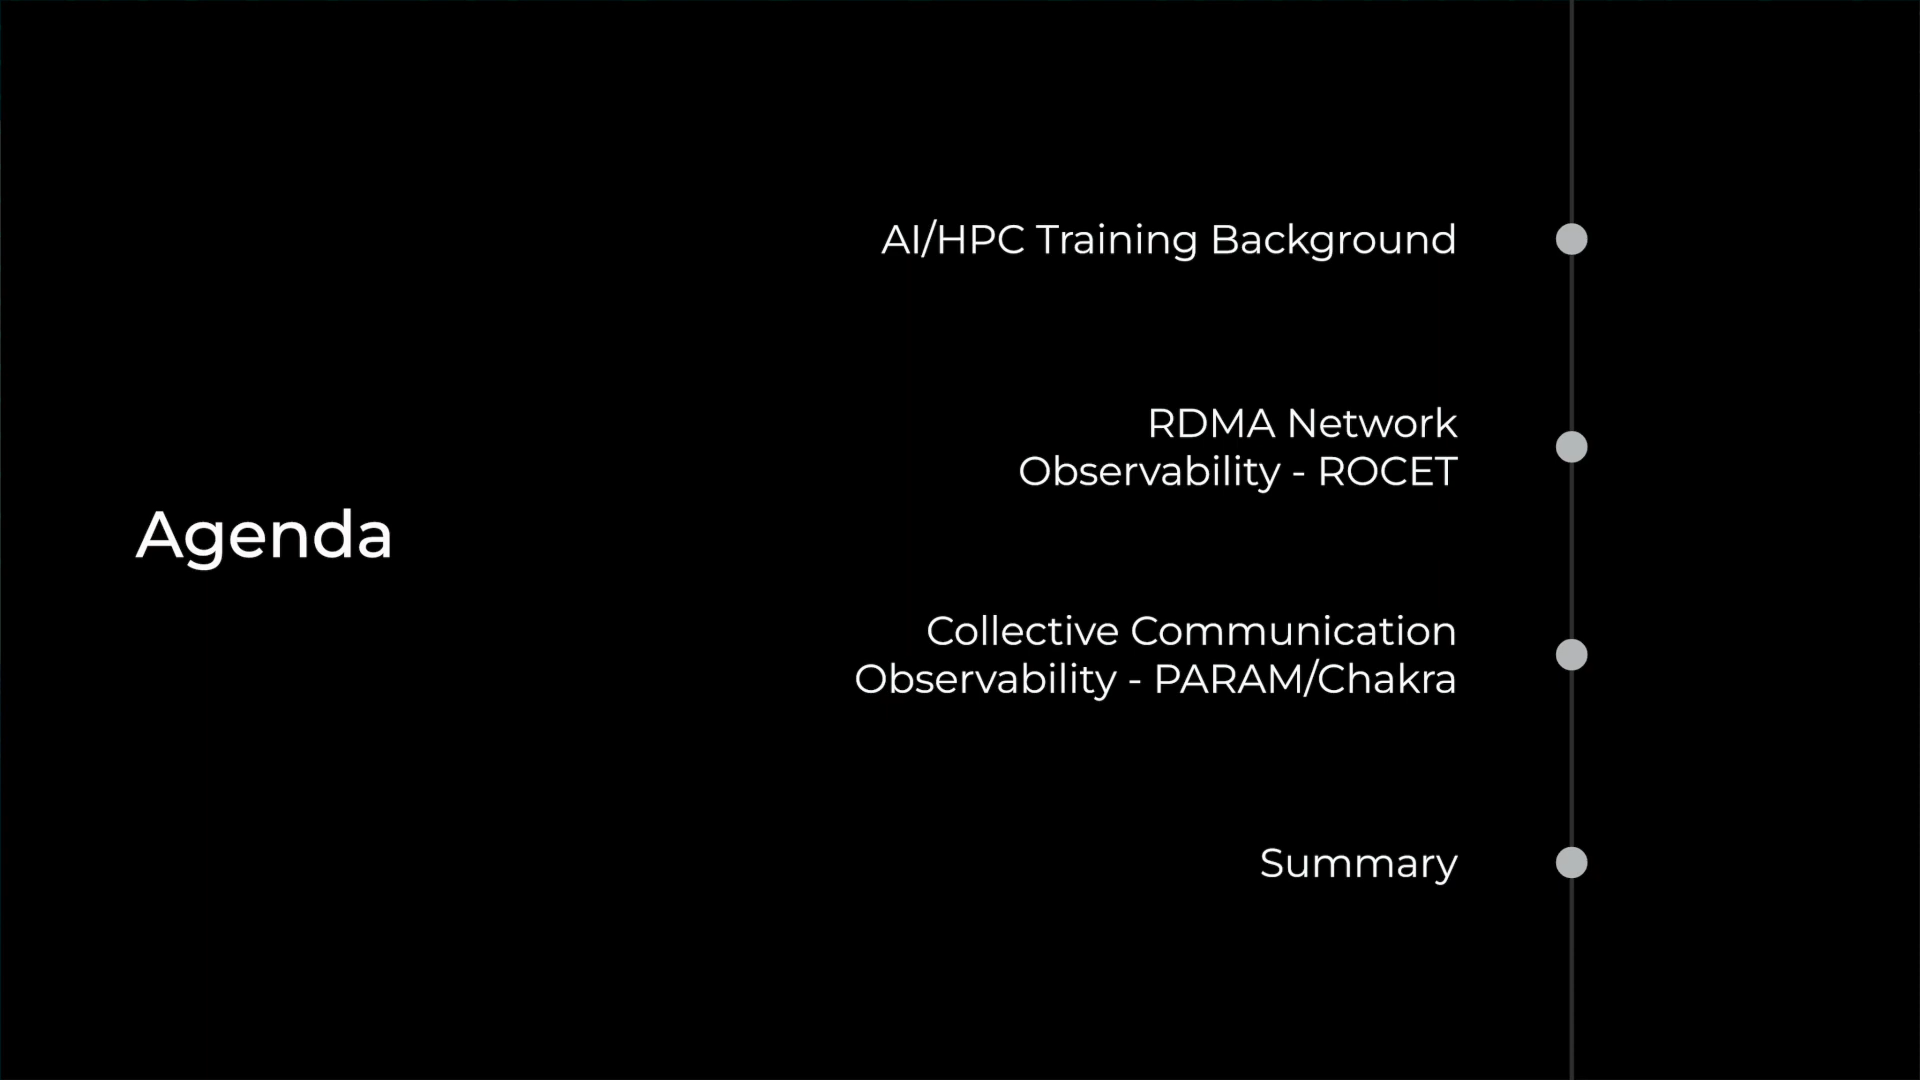 Agenda
AI/HPC Training Background
RDMA Network
Observability - ROCET
Collective Communication
Observability - PARAM/Chakra
Summary